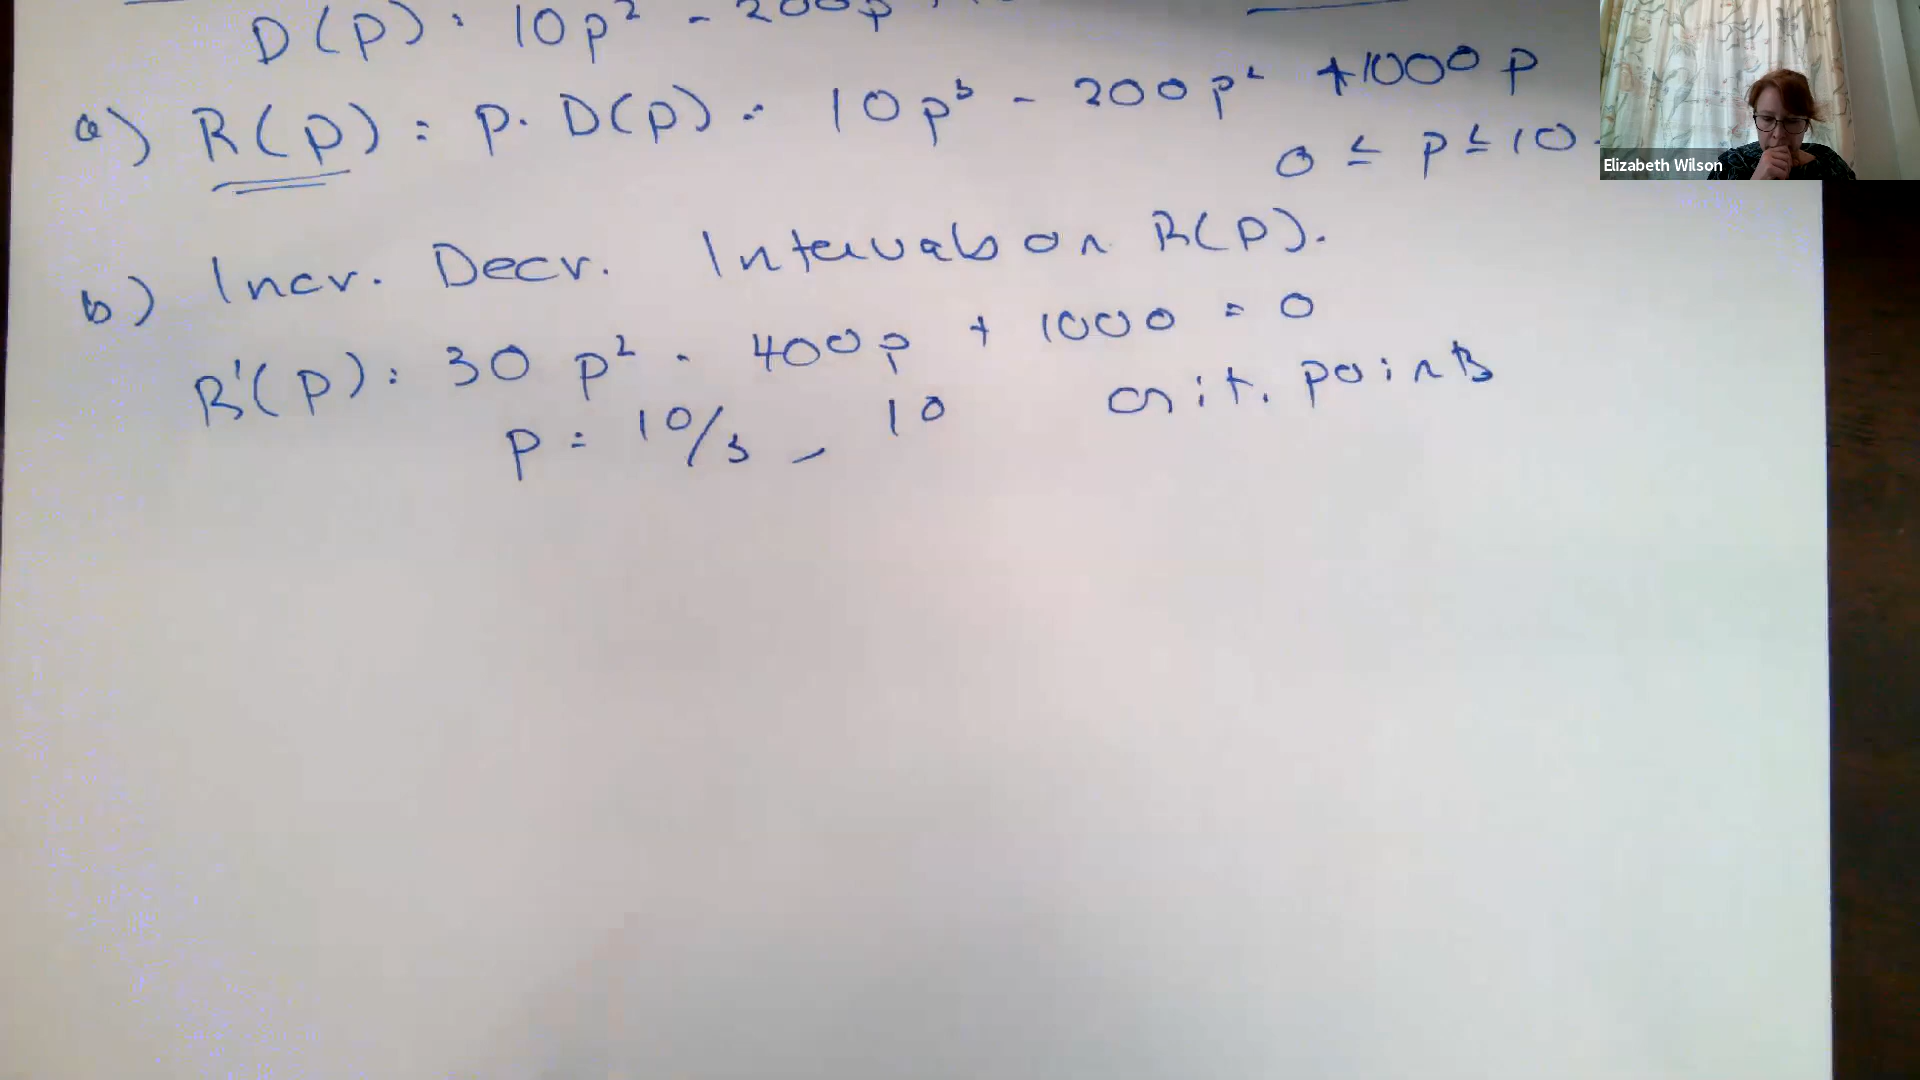 D(p) = 10p² - 200p
a) R(p) = p. D(p) = 10p³ - 200p² +1000p
0 ≤ p ≤ 10
Elizabeth Wilson
b) Incr. Decr. Intervals on R(p).
R'(p) = 30p² - 400p + 1000 = 0
p = 10/3 - 10 crit. points